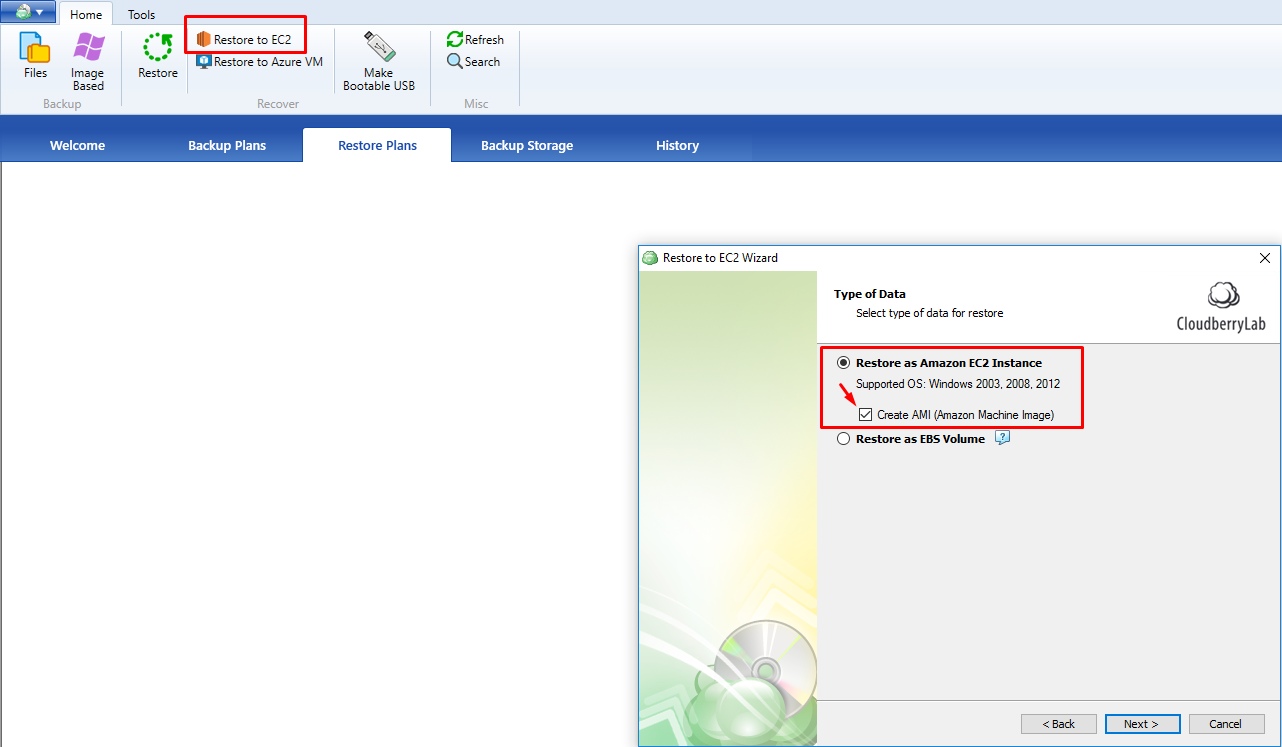 Home
Tools
Files
Image
Based
Backup
Restore
Restore to EC2
Restore to Azure VM
Recover
Make
Bootable USB
Refresh
Search
Misc
Welcome
Backup Plans
Restore Plans
Backup Storage
History
Restore to EC2 Wizard
Type of Data
Select type of data for restore
CloudberryLab
Restore as Amazon EC2 Instance
Supported OS: Windows 2003, 2008, 2012
Create AMI (Amazon Machine Image)
Restore as EBS Volume
?
< Back
Next >
Cancel